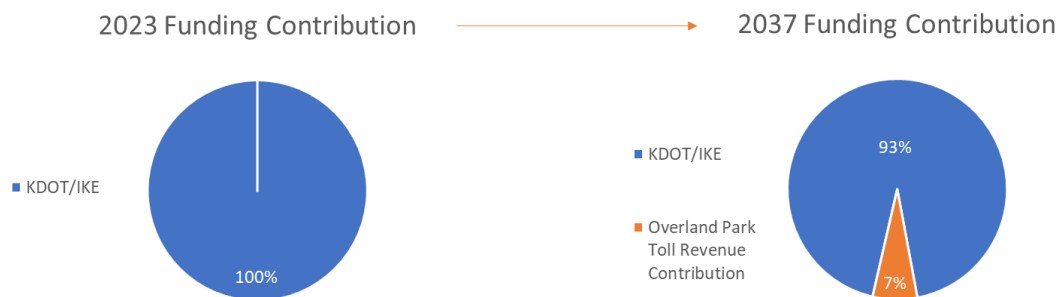 2023 Funding Contribution
2037 Funding Contribution
KDOT/IKE
100%
KDOT/IKE
Overland Park
Toll Revenue
Contribution
93%
7%